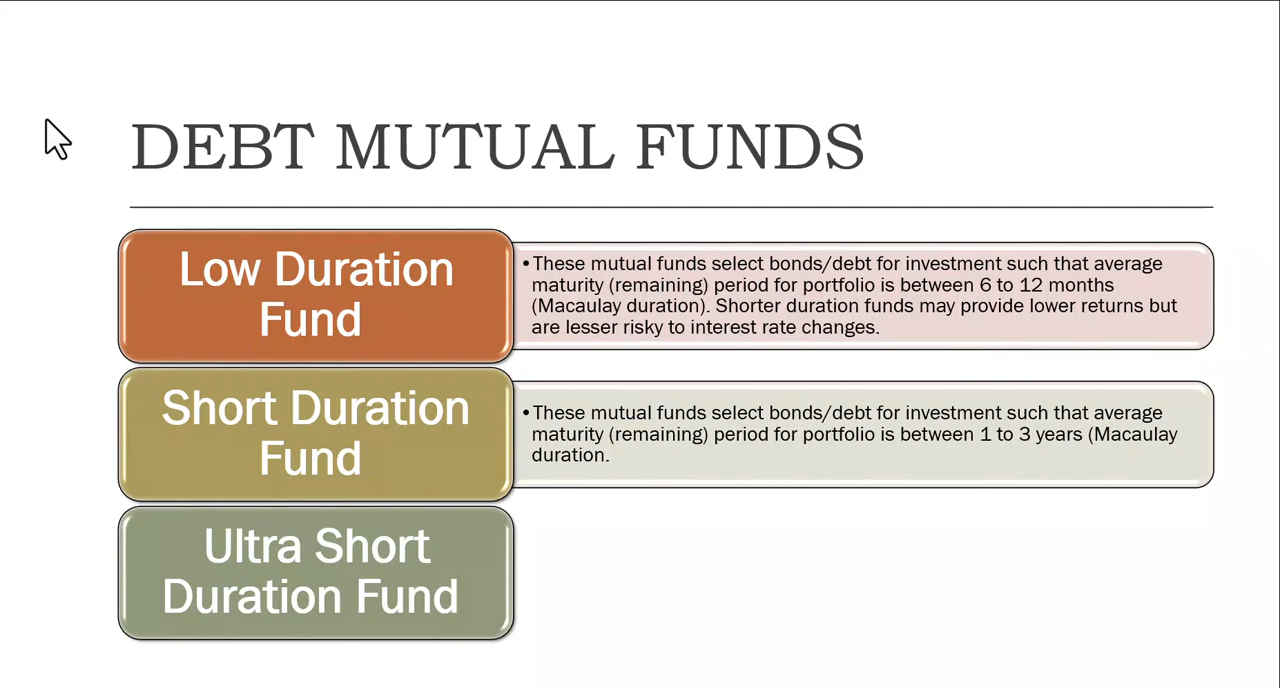 DEBT MUTUAL FUNDS
Low Duration
Fund
•These mutual funds select bonds/debt for investment such that average
maturity (remaining) period for portfolio is between 6 to 12 months
(Macaulay duration). Shorter duration funds may provide lower returns but
are lesser risky to interest rate changes.
Short Duration
Fund
•These mutual funds select bonds/debt for investment such that average
maturity (remaining) period for portfolio is between 1 to 3 years (Macaulay
duration.
Ultra Short
Duration Fund